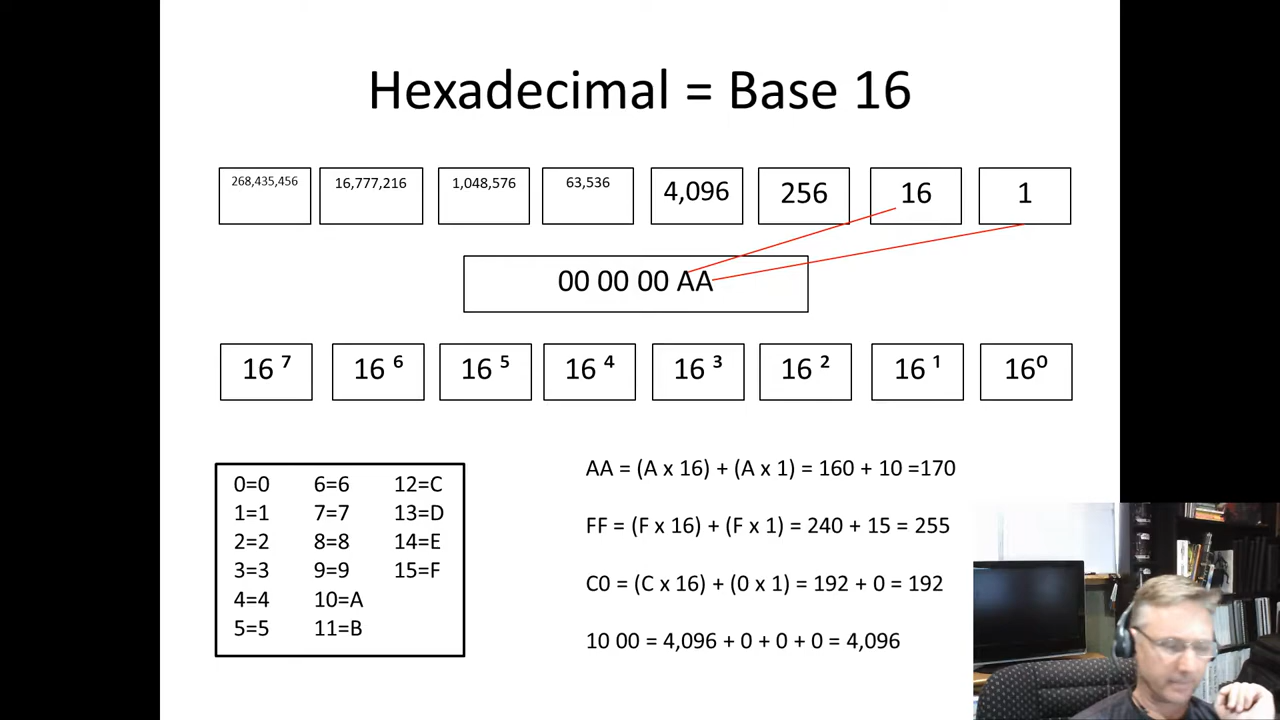 Hexadecimal = Base 16
268,435,456 16,777,216 1,048,576 63,536 4,096 256 16 1
00 00 00 AA
16 ⁷ 16 ⁶ 16 ⁵ 16 ⁴ 16 ³ 16 ² 16 ¹ 16⁰
0=0 6=6 12=C
1=1 7=7 13=D
2=2 8=8 14=E
3=3 9=9 15=F
4=4 10=A
5=5 11=B
AA = (A x 16) + (A x 1) = 160 + 10 =170
FF = (F x 16) + (F x 1) = 240 + 15 = 255
C0 = (C x 16) + (0 x 1) = 192 + 0 = 192
10 00 = 4,096 + 0 + 0 + 0 = 4,096